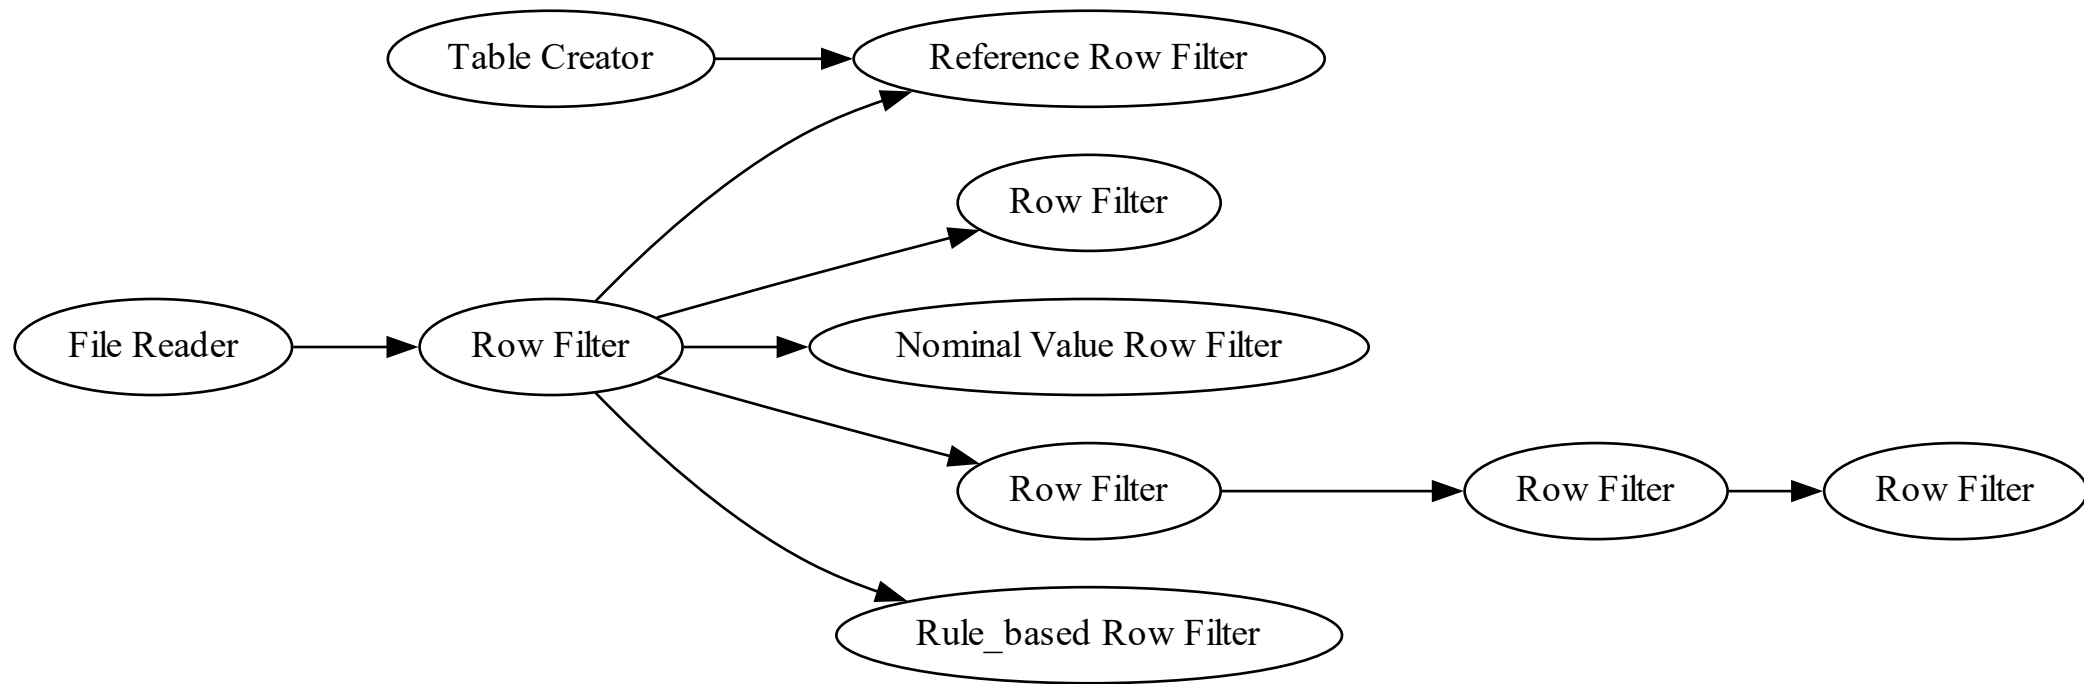 Table Creator
Reference Row Filter
Row Filter
File Reader
Row Filter
Nominal Value Row Filter
Row Filter
Row Filter
Row Filter
Rule_based Row Filter